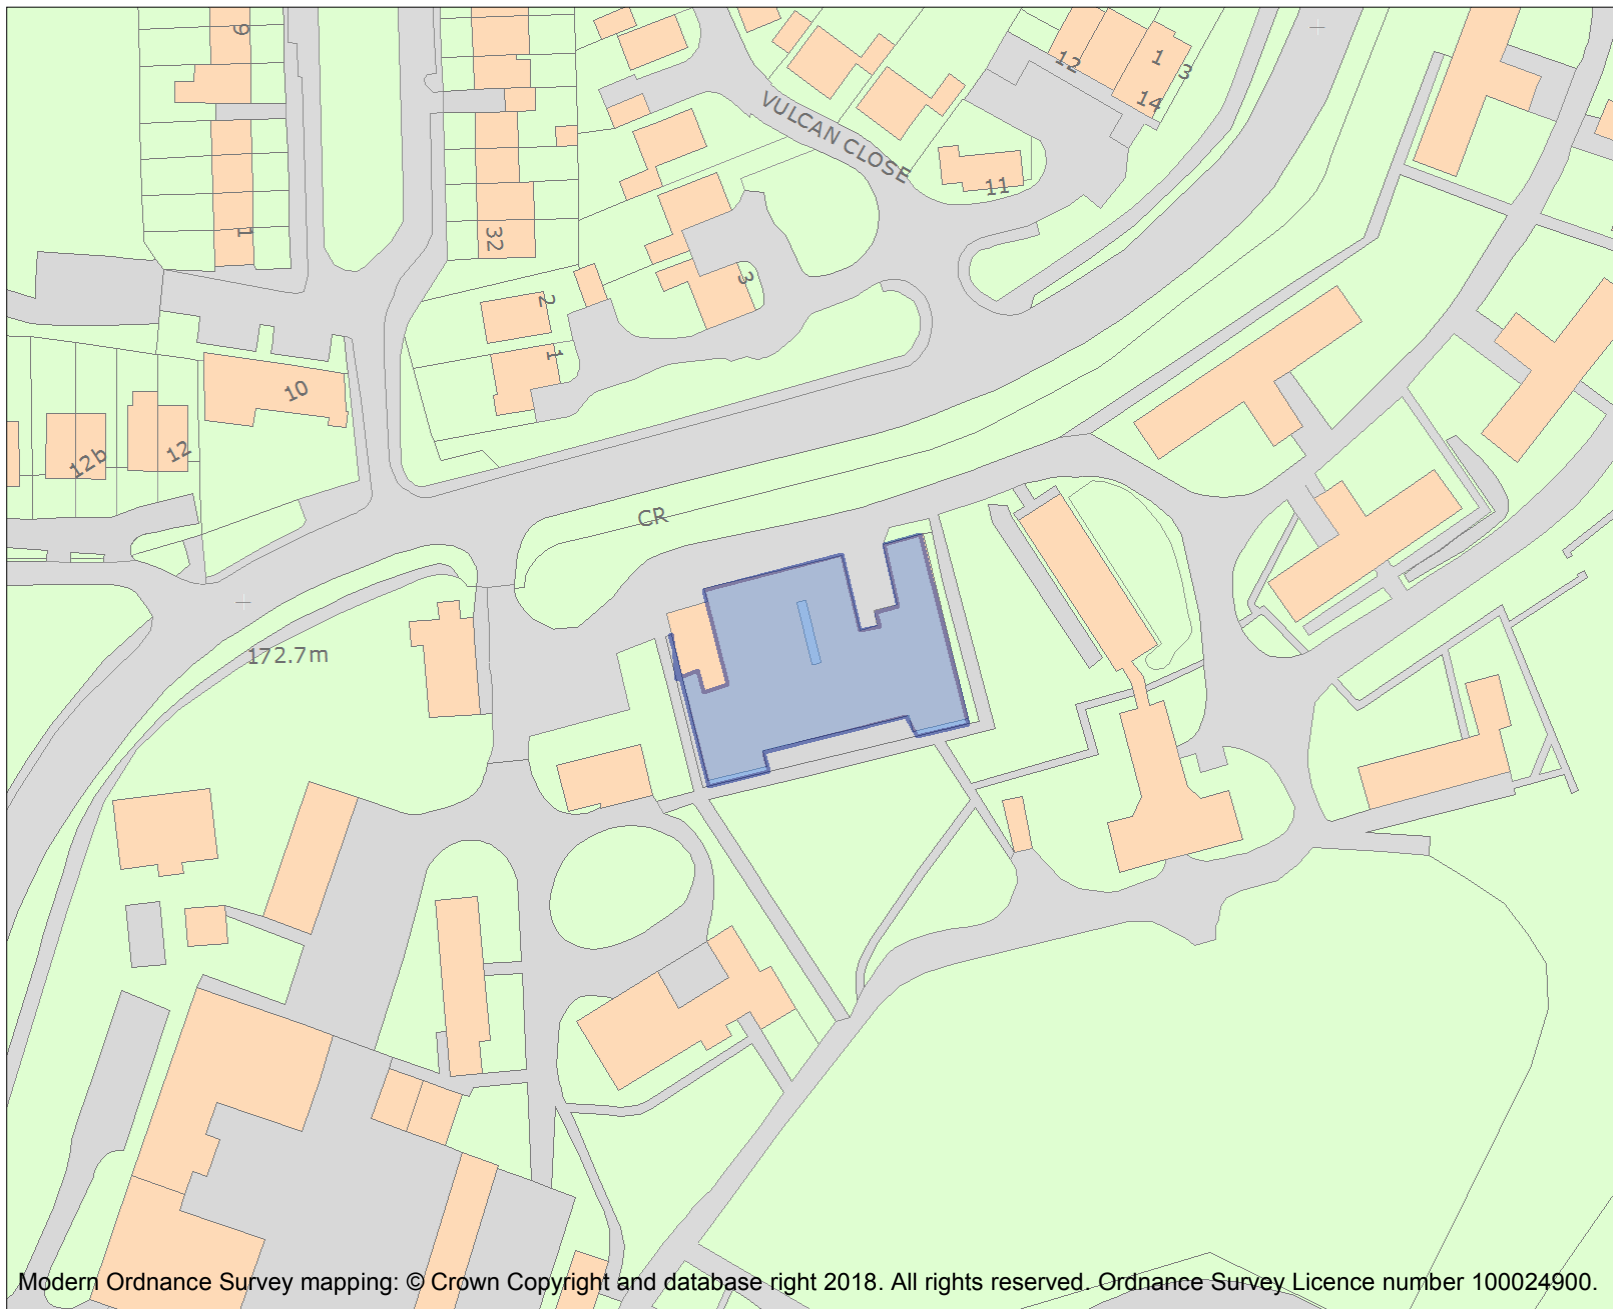 9
12
1
3
14
VULCAN CLOSE
11
1
32
3
2
1
10
12b
12
CR
172.7m
Modern Ordnance Survey mapping: © Crown Copyright and database right 2018. All rights reserved. Ordnance Survey Licence number 100024900.